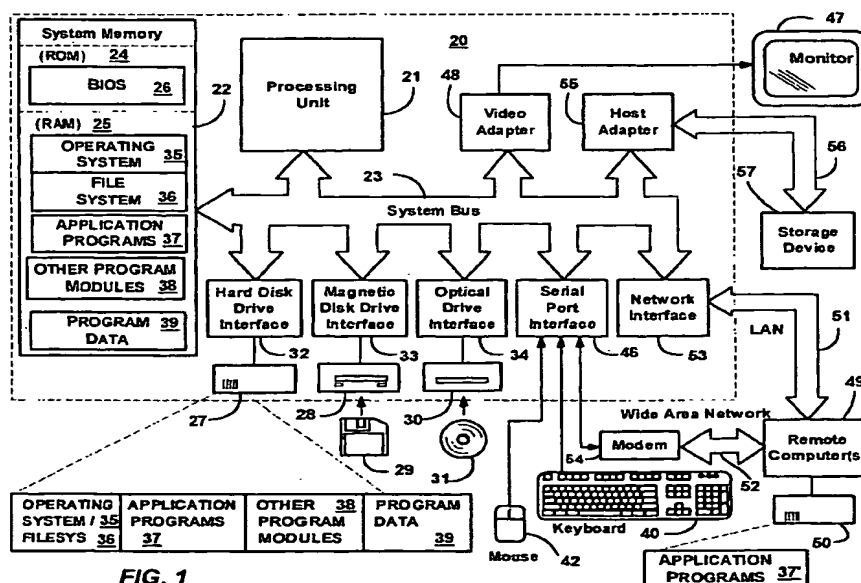 System Memory
(ROM) 24
BIOS
26
(RAM) 25
OPERATING
SYSTEM 35
FILE
SYSTEM 36
APPLICATION
PROGRAMS 37
OTHER PROGRAM
MODULES 38
PROGRAM
DATA 39
22
Processing
Unit
21
20
48
Video
Adapter
55
Host
Adapter
47
Monitor
56
57
Storage
Device
23
System Bus
Hard Disk
Drive
Interface
32
Magnetic
Disk Drive
Interface
33
Optical
Drive
Interface
34
Serial
Port
Interface
46
Network
Interface
53
51
LAN
49
Remote
Computer(s)
27
28
29
30
31
Wide Area Network
Modem
54
52
Keyboard
40
Mouse
42
50
OPERATING
SYSTEM / 35
FILESYS 36
APPLICATION
PROGRAMS
37
OTHER 38
PROGRAM
MODULES
PROGRAM
DATA
39
APPLICATION
PROGRAMS 37'
FIG. 1